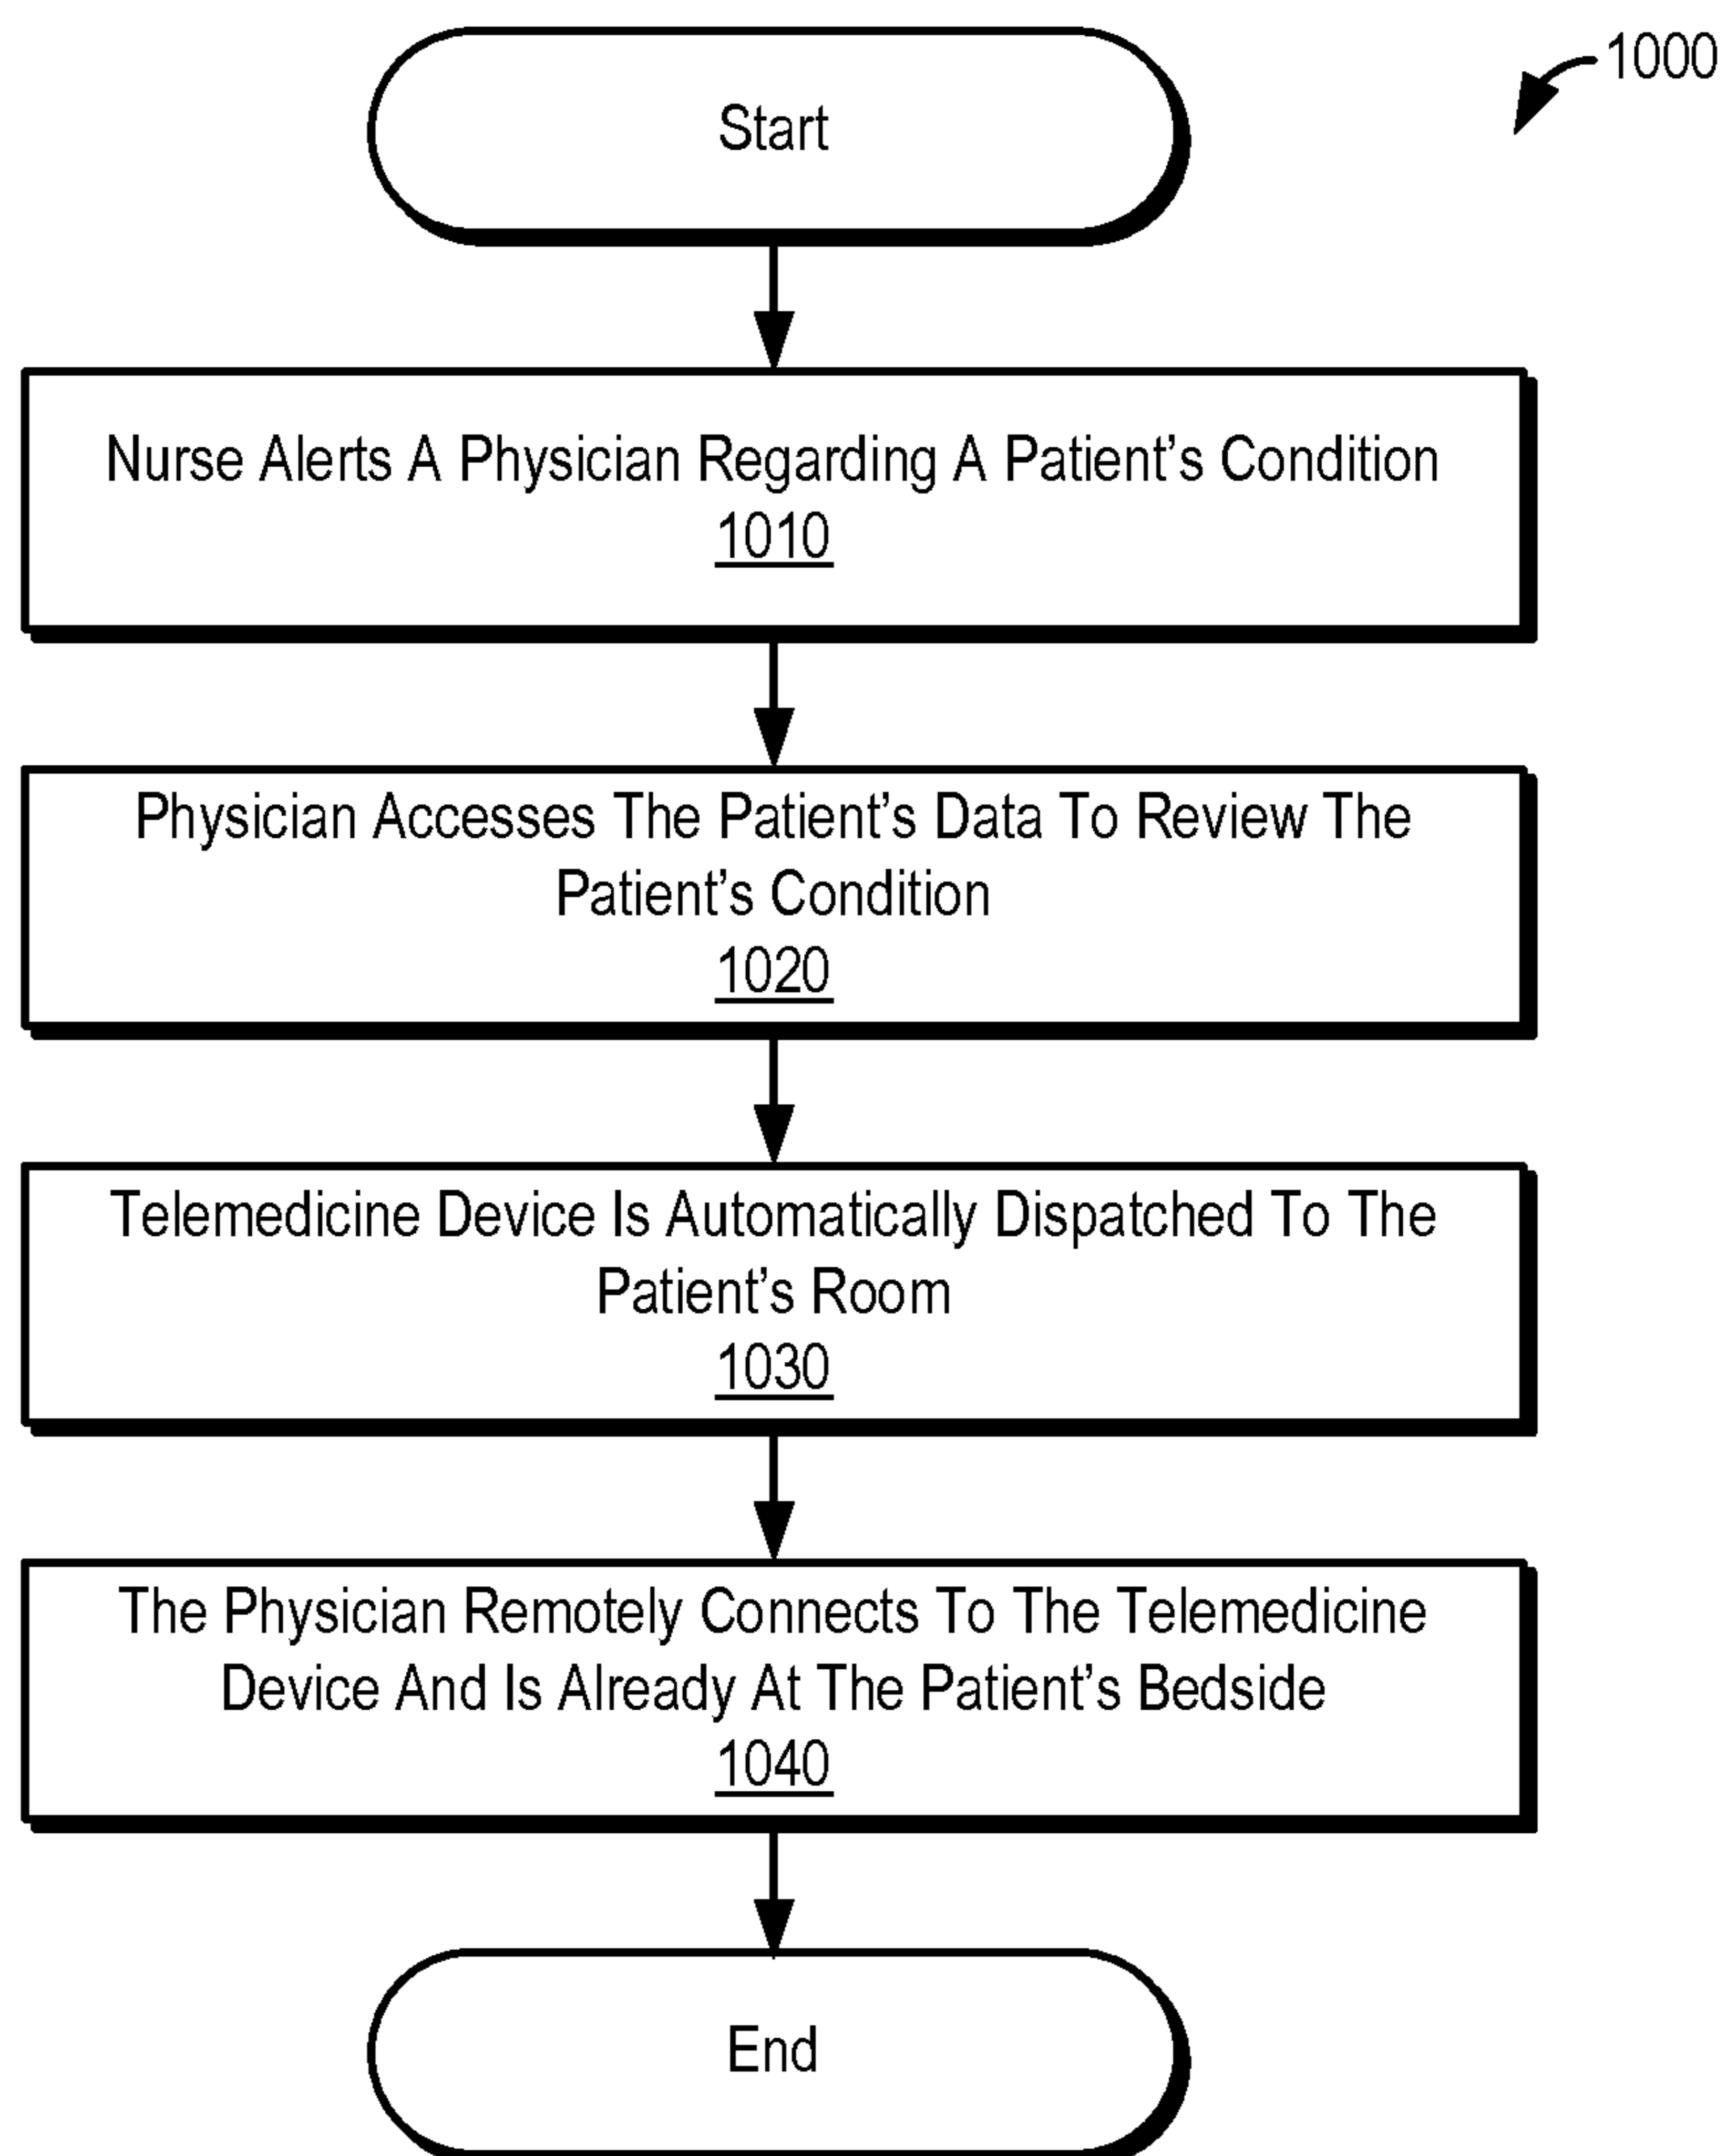 1000
Start
Nurse Alerts A Physician Regarding A Patient's Condition
1010
Physician Accesses The Patient's Data To Review The
Patient's Condition
1020
Telemedicine Device Is Automatically Dispatched To The
Patient's Room
1030
The Physician Remotely Connects To The Telemedicine
Device And Is Already At The Patient's Bedside
1040
End